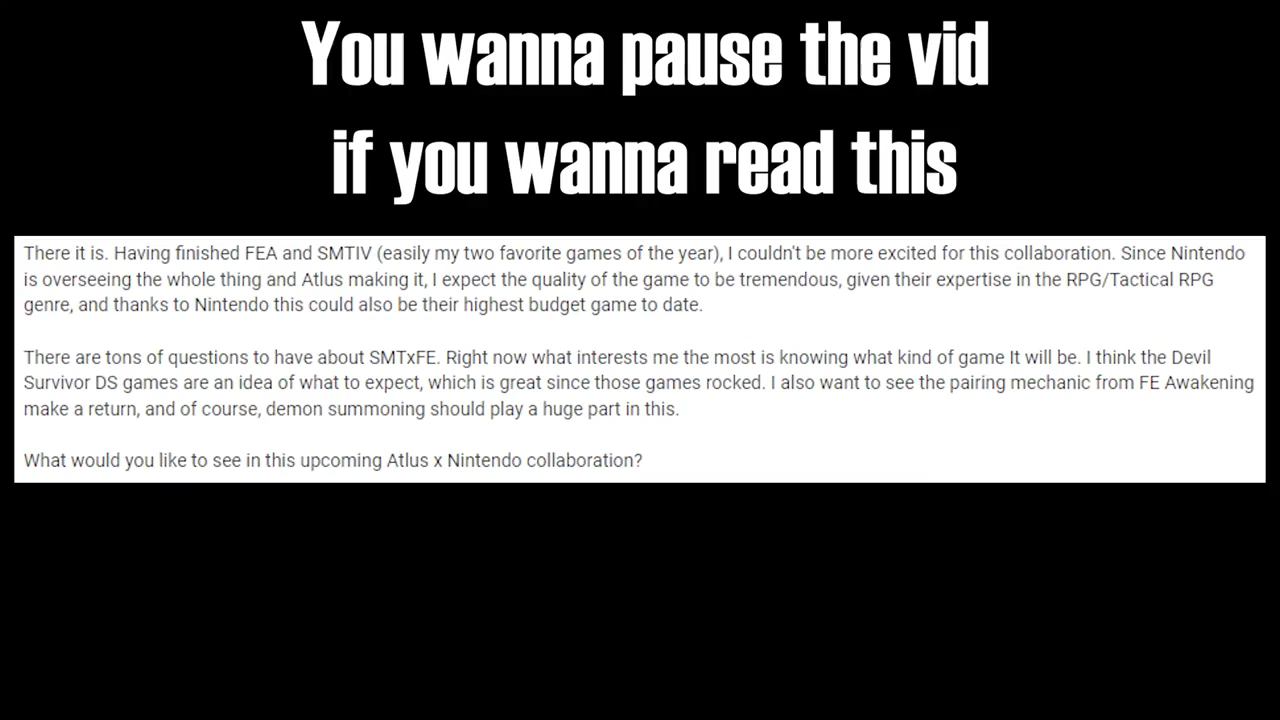 You wanna pause the vid
if you wanna read this
There it is. Having finished FEA and SMTIV (easily my two favorite games of the year), I couldn't be more excited for this collaboration. Since Nintendo
is overseeing the whole thing and Atlus making it, I expect the quality of the game to be tremendous, given their expertise in the RPG/Tactical RPG
genre, and thanks to Nintendo this could also be their highest budget game to date.
There are tons of questions to have about SMTxFE. Right now what interests me the most is knowing what kind of game It will be. I think the Devil
Survivor DS games are an idea of what to expect, which is great since those games rocked. I also want to see the pairing mechanic from FE Awakening
make a return, and of course, demon summoning should play a huge part in this.
What would you like to see in this upcoming Atlus x Nintendo collaboration?